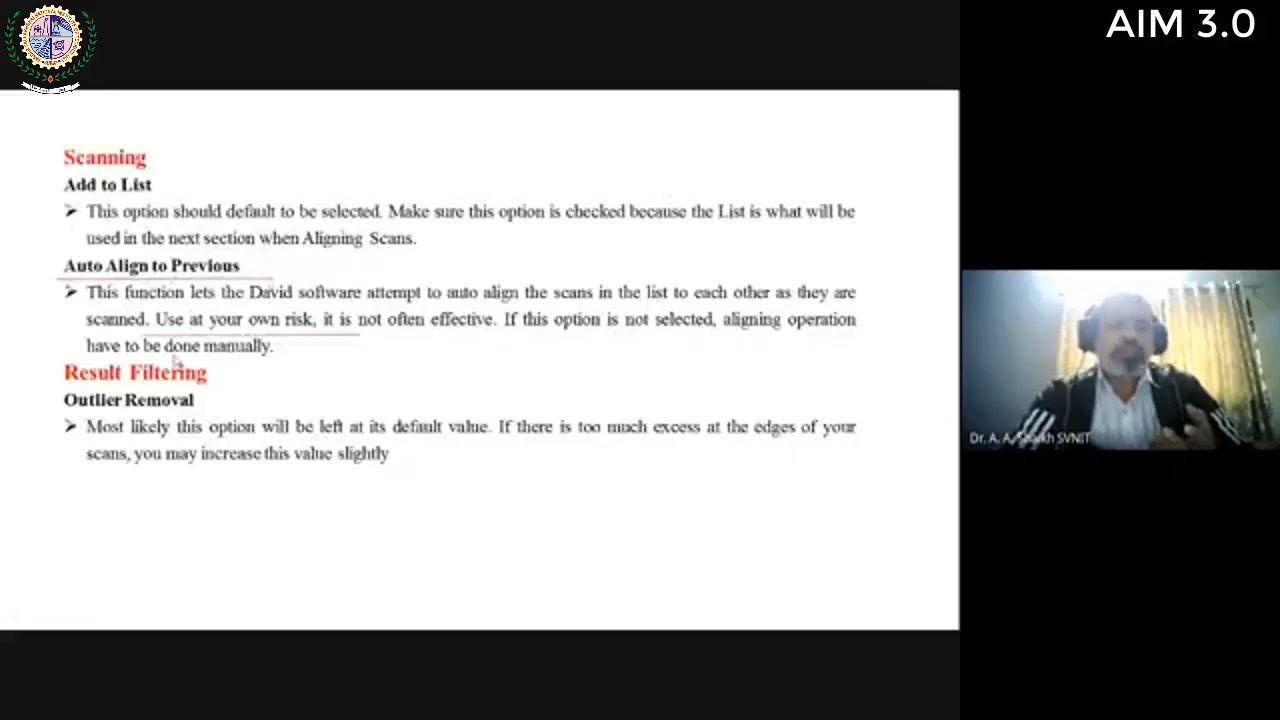 AIM 3.0
Scanning
Add to List
➤ This option should default to be selected. Make sure this option is checked because the List is what will be
used in the next section when Aligning Scans.
Auto Align to Previous
➤ This function lets the David software attempt to auto align the scans in the list to each other as they are
scanned. Use at your own risk, it is not often effective. If this option is not selected, aligning operation
have to be done manually.
Result Filtering
Outlier Removal
➤ Most likely this option will be left at its default value. If there is too much excess at the edges of your
scans, you may increase this value slightly
Dr. A. A. Shaikh SVNIT